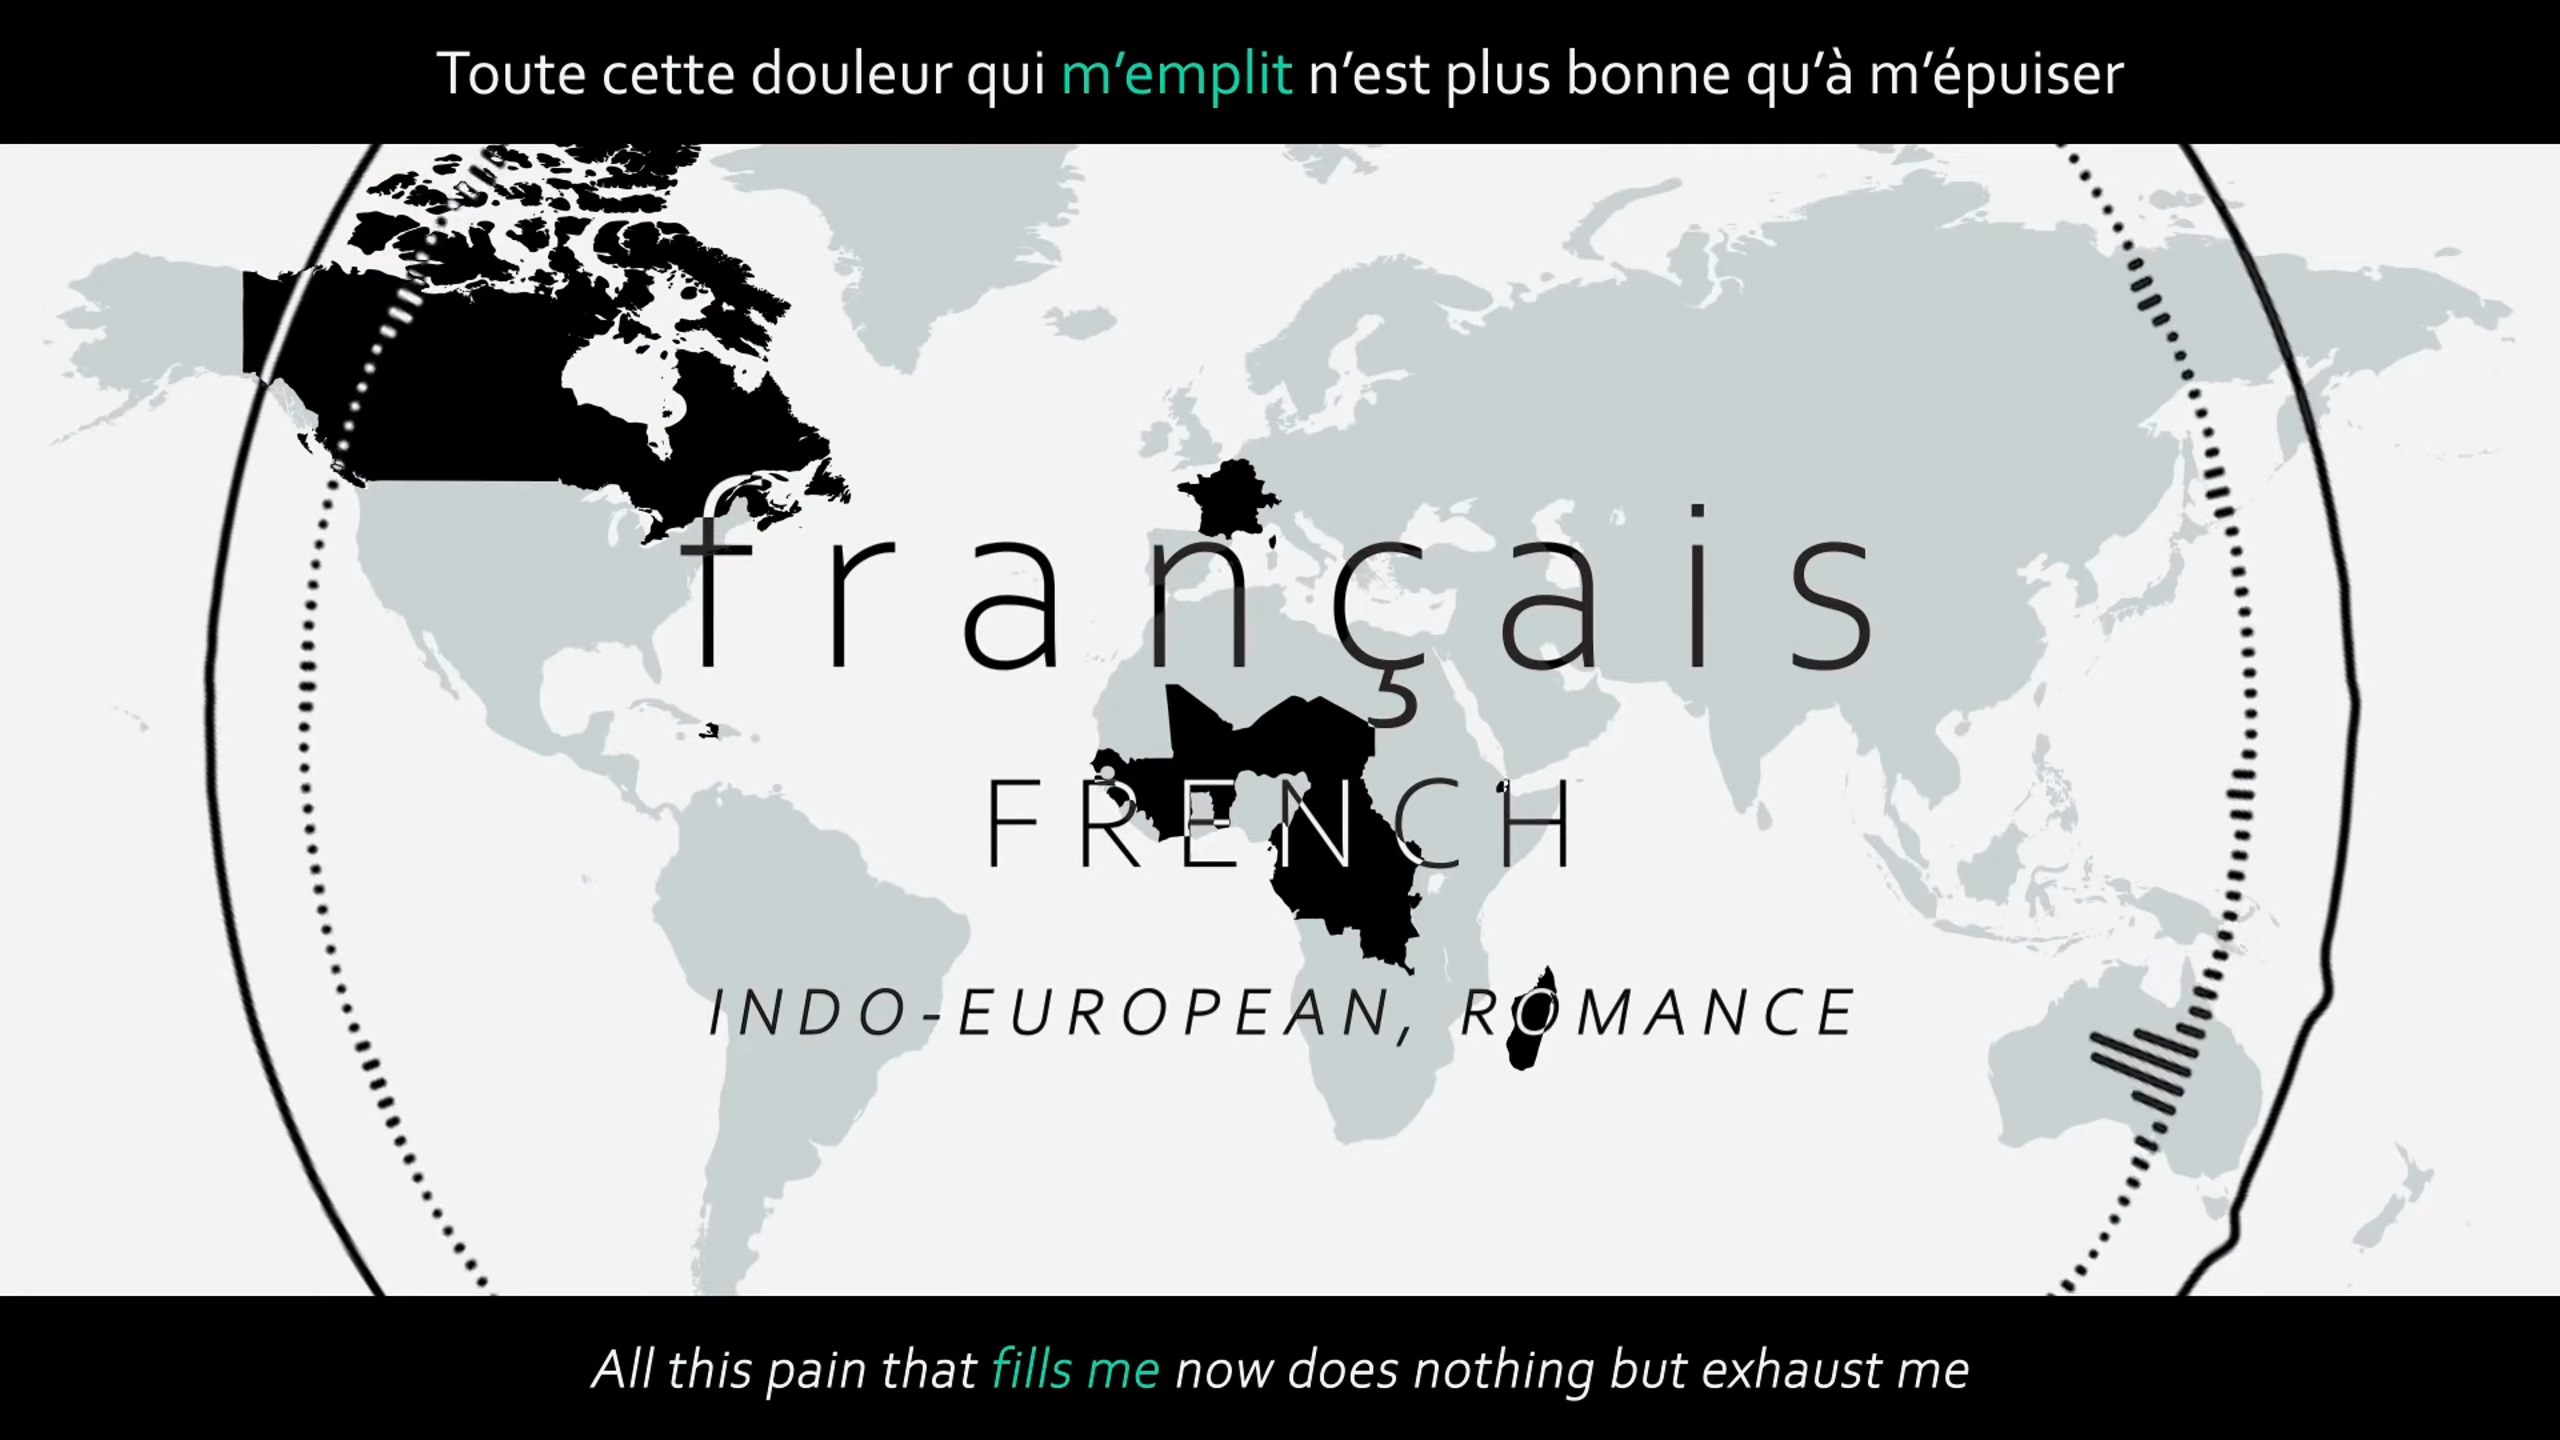 Toute cette douleur qui m’emplit n’est plus bonne qu’à m’épuiser
français
FRENCH
INDO-EUROPEAN, ROMANCE
All this pain that fills me now does nothing but exhaust me